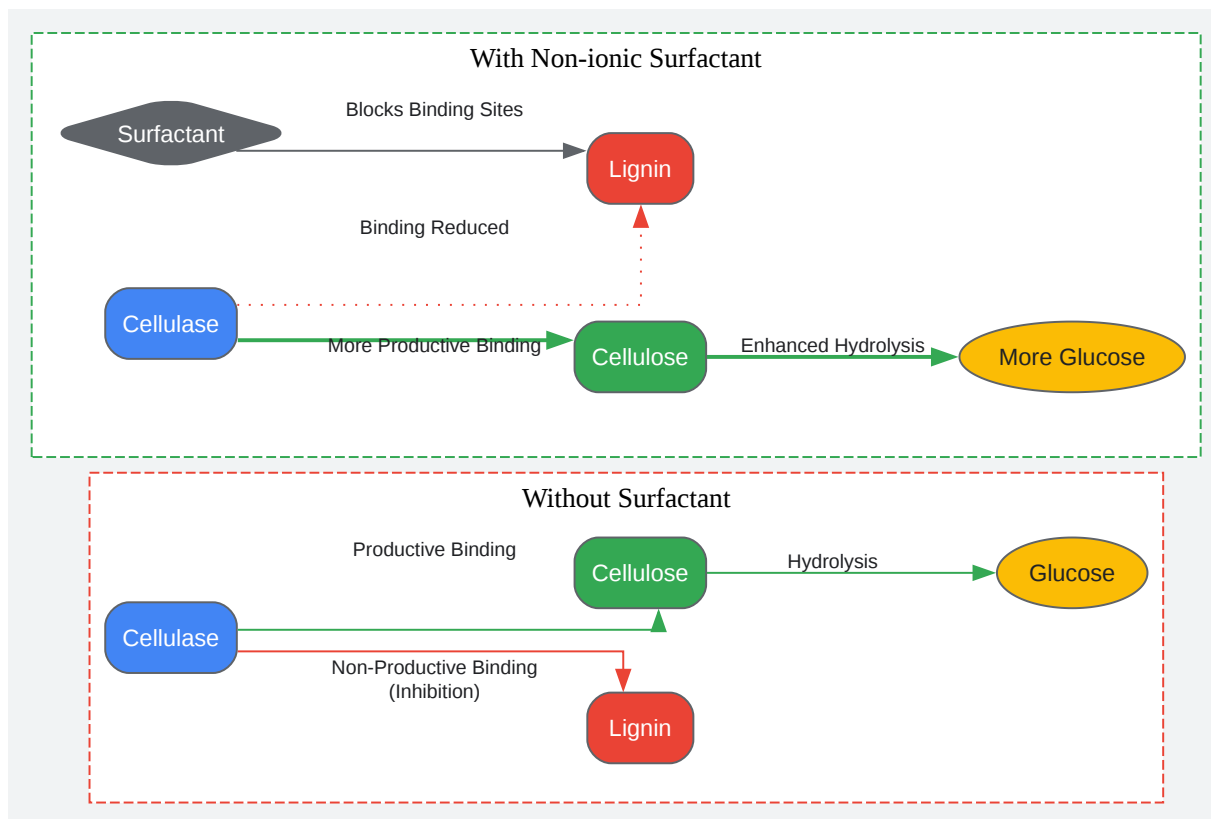 With Non-ionic Surfactant
Surfactant
Blocks Binding Sites
Lignin
Binding Reduced
Cellulase
More Productive Binding
Cellulose
Enhanced Hydrolysis
More Glucose
Without Surfactant
Productive Binding
Cellulose
Hydrolysis
Glucose
Cellulase
Non-Productive Binding
(Inhibition)
Lignin